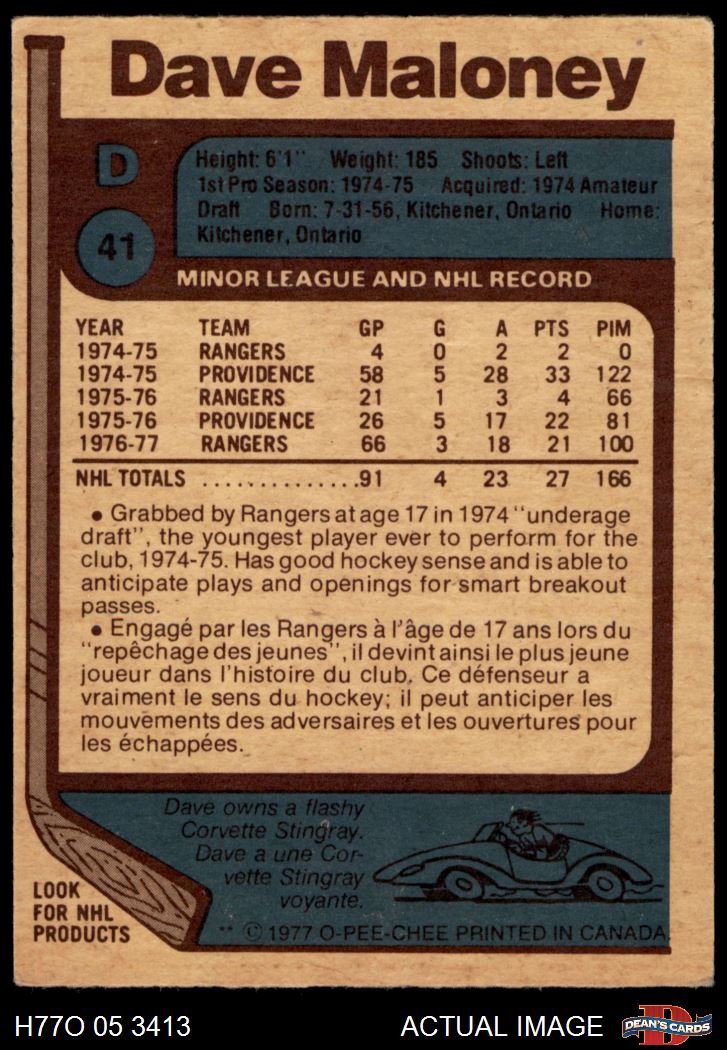 Dave Maloney
D
41
Height: 6'1" Weight: 185 Shoots: Left
1st Pro Season: 1974-75 Acquired: 1974 Amateur
Draft Born: 7-31-56, Kitchener, Ontario Home:
Kitchener, Ontario
MINOR LEAGUE AND NHL RECORD
YEAR TEAM GP G A PTS PIM
1974-75 RANGERS 4 0 2 2 0
1974-75 PROVIDENCE 58 5 28 33 122
1975-76 RANGERS 21 1 3 4 66
1975-76 PROVIDENCE 26 5 17 22 81
1976-77 RANGERS 66 3 18 21 100
NHL TOTALS ..............91 4 23 27 166
• Grabbed by Rangers at age 17 in 1974 "underage
draft", the youngest player ever to perform for the
club, 1974-75. Has good hockey sense and is able to
anticipate plays and openings for smart breakout
passes.
• Engagé par les Rangers à l'âge de 17 ans lors du
"repêchage des jeunes", il devint ainsi le plus jeune
joueur dans l'histoire du club. Ce défenseur a
vraiment le sens du hockey; il peut anticiper les
mouvements des adversaires et les ouvertures pour
les échappées.
Dave owns a flashy
Corvette Stingray.
Dave a une Cor-
vette Stingray
voyante.
LOOK
FOR NHL
PRODUCTS
** © 1977 O-PEE-CHEE PRINTED IN CANADA
H77O 05 3413 ACTUAL IMAGE
D
DEAN'S CARDS